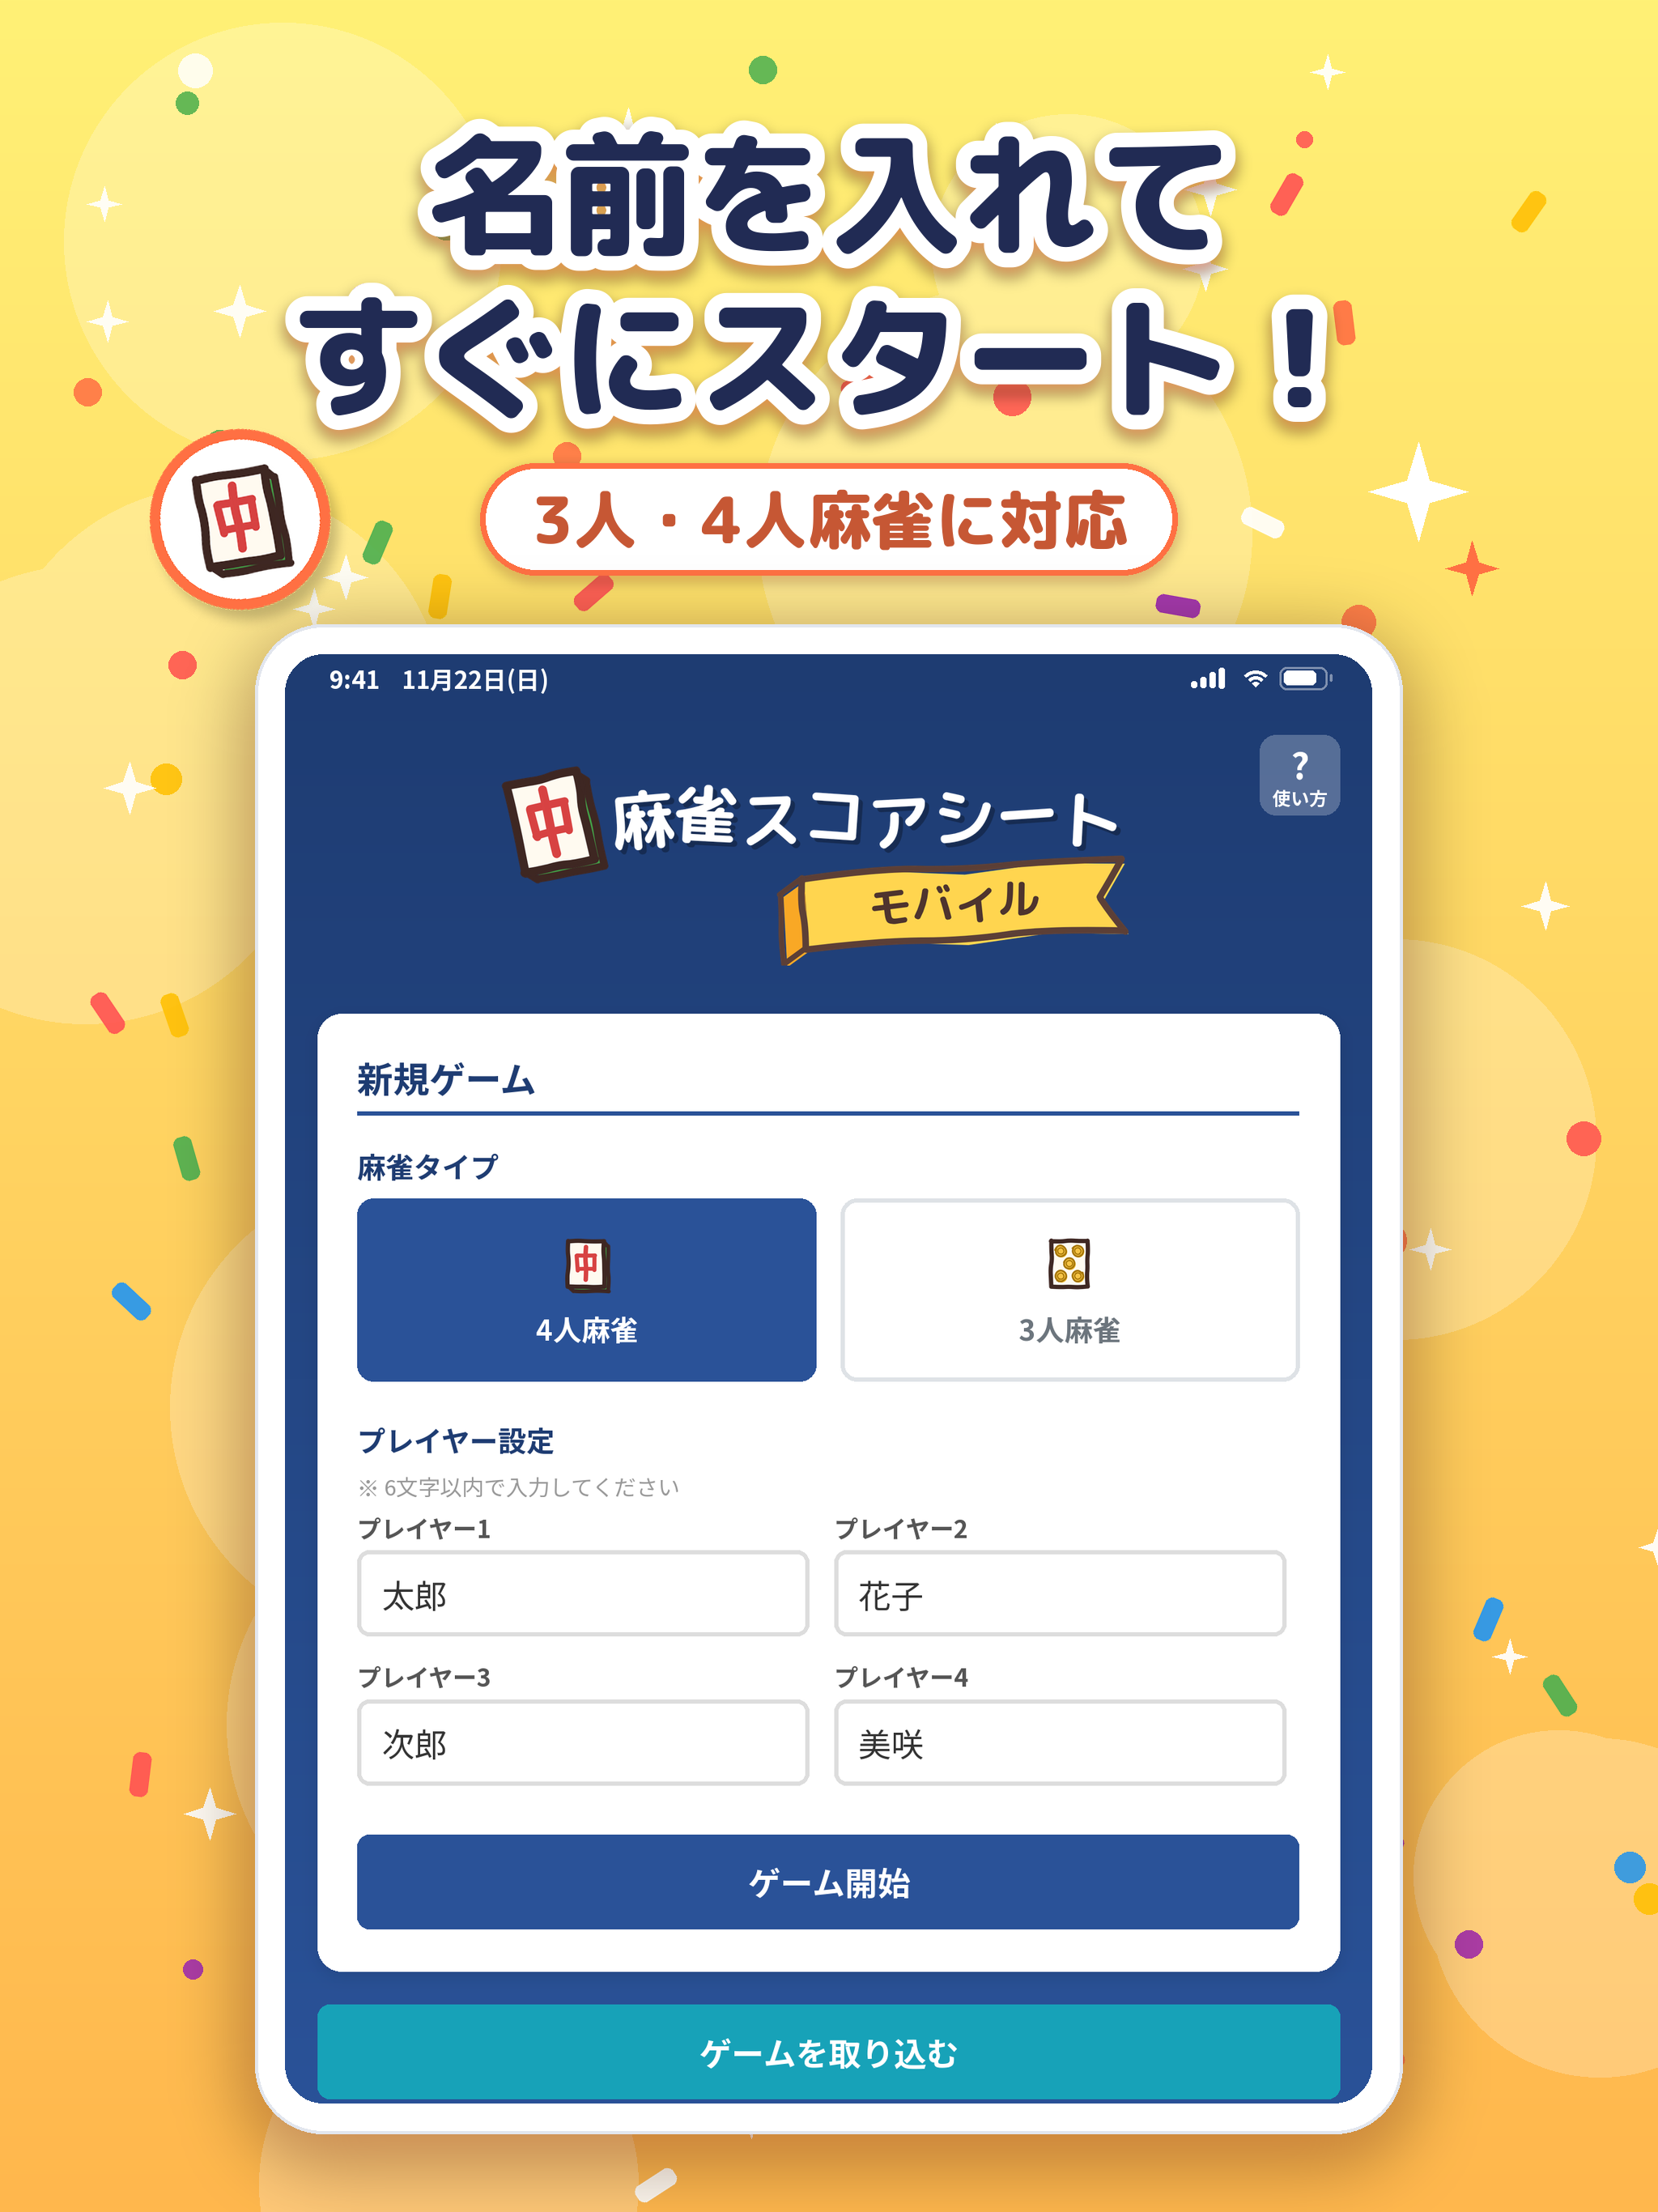 名前を入れて
すぐにスタート！
中
3人・4人麻雀に対応
9:41 11月22日(日)
?
使い方
中
麻雀スコアシート
モバイル
新規ゲーム
麻雀タイプ
中
4人麻雀
3人麻雀
プレイヤー設定
※ 6文字以内で入力してください
プレイヤー1
プレイヤー2
太郎
花子
プレイヤー3
プレイヤー4
次郎
美咲
ゲーム開始
ゲームを取り込む